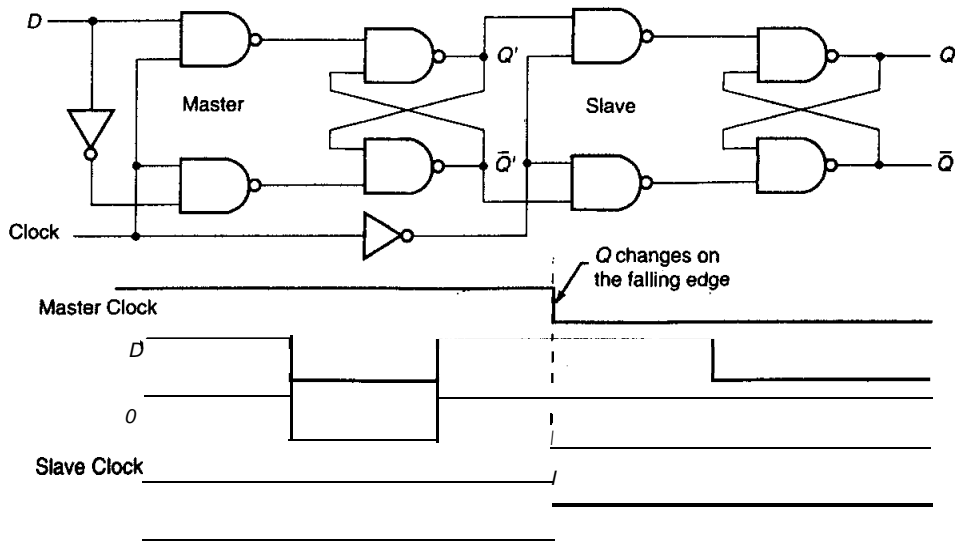 D
Q'
Q
Master
Slave
Q̄'
Q̄
Clock
Q changes on
the falling edge
Master Clock
D
0
Slave Clock